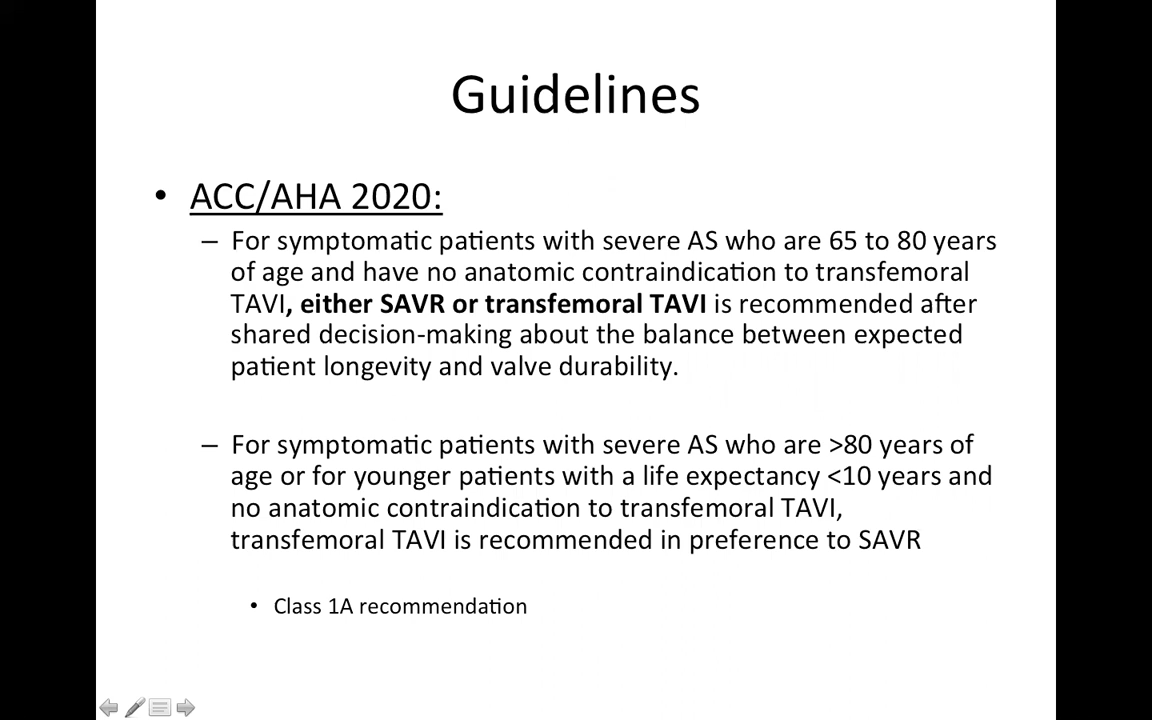 Guidelines
• ACC/AHA 2020:
– For symptomatic patients with severe AS who are 65 to 80 years
of age and have no anatomic contraindication to transfemoral
TAVI, either SAVR or transfemoral TAVI is recommended after
shared decision-making about the balance between expected
patient longevity and valve durability.
– For symptomatic patients with severe AS who are >80 years of
age or for younger patients with a life expectancy <10 years and
no anatomic contraindication to transfemoral TAVI,
transfemoral TAVI is recommended in preference to SAVR
• Class 1A recommendation